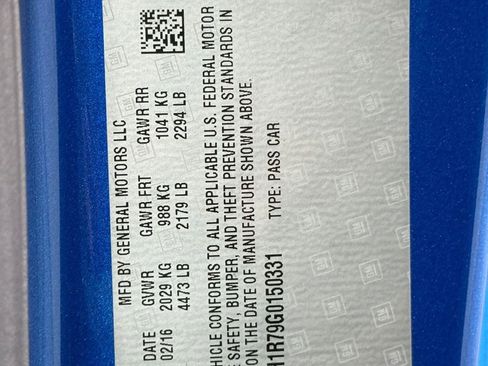 MFD BY GENERAL MOTORS LLC
DATE GVWR GAWR FRT GAWR RR
02/16 2029 KG 988 KG 1041 KG
4473 LB 2179 LB 2294 LB
HICLE CONFORMS TO ALL APPLICABLE U.S. FEDERAL MOTOR
E SAFETY, BUMPER, AND THEFT PREVENTION STANDARDS IN
ON THE DATE OF MANUFACTURE SHOWN ABOVE.
H1R79G0150331 TYPE: PASS CAR
GM